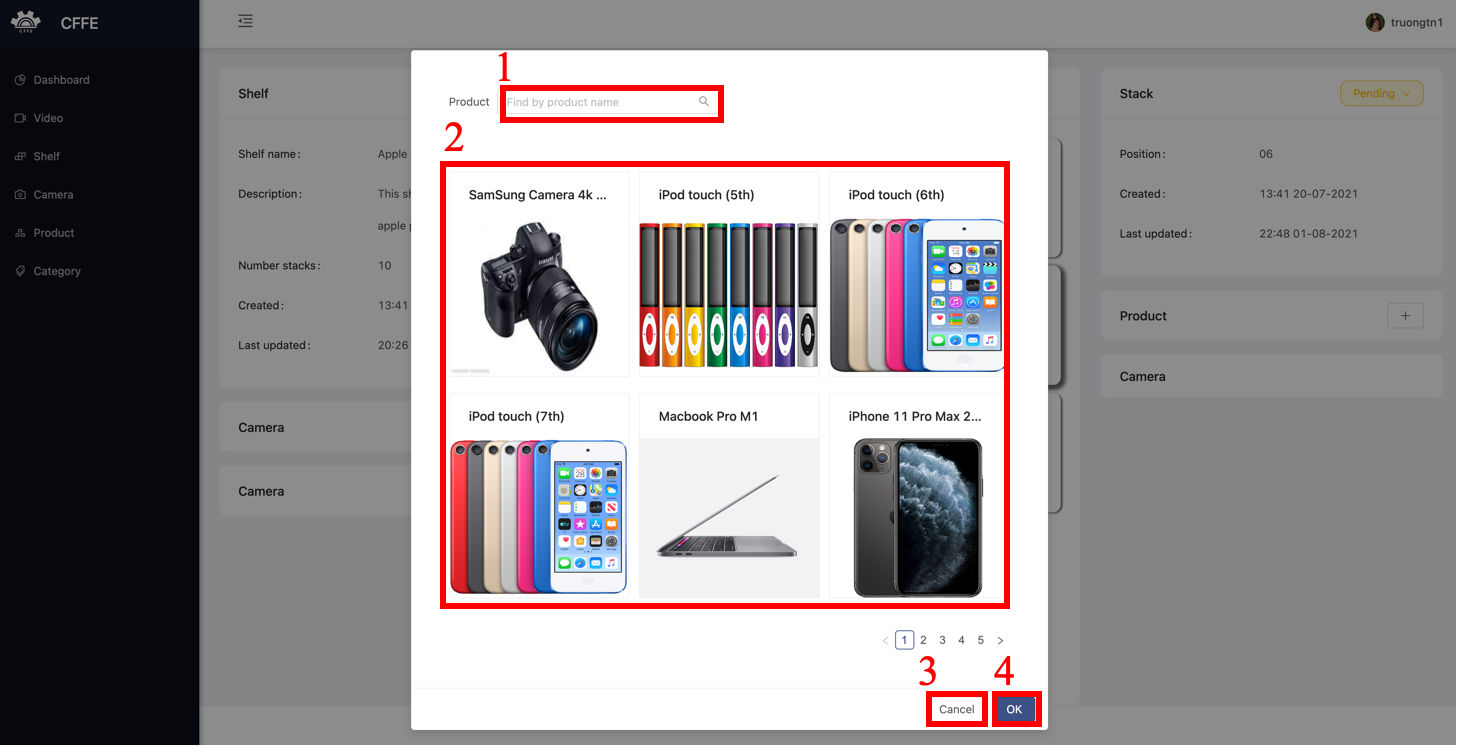 CFFE
CFFE
truongtn1
Dashboard
Video
Shelf
Camera
Product
Category
Shelf
Shelf name :
Apple
Description :
This sh
apple p
Number stacks :
10
Created :
13:41
Last updated :
20:26
Camera
Camera
1
Product
Find by product name
2
SamSung Camera 4k ...
iPod touch (5th)
iPod touch (6th)
iPod touch (7th)
Macbook Pro M1
iPhone 11 Pro Max 2...
1 2 3 4 5
3
4
Cancel
OK
Stack
Pending
Position :
06
Created :
13:41 20-07-2021
Last updated :
22:48 01-08-2021
Product
Camera